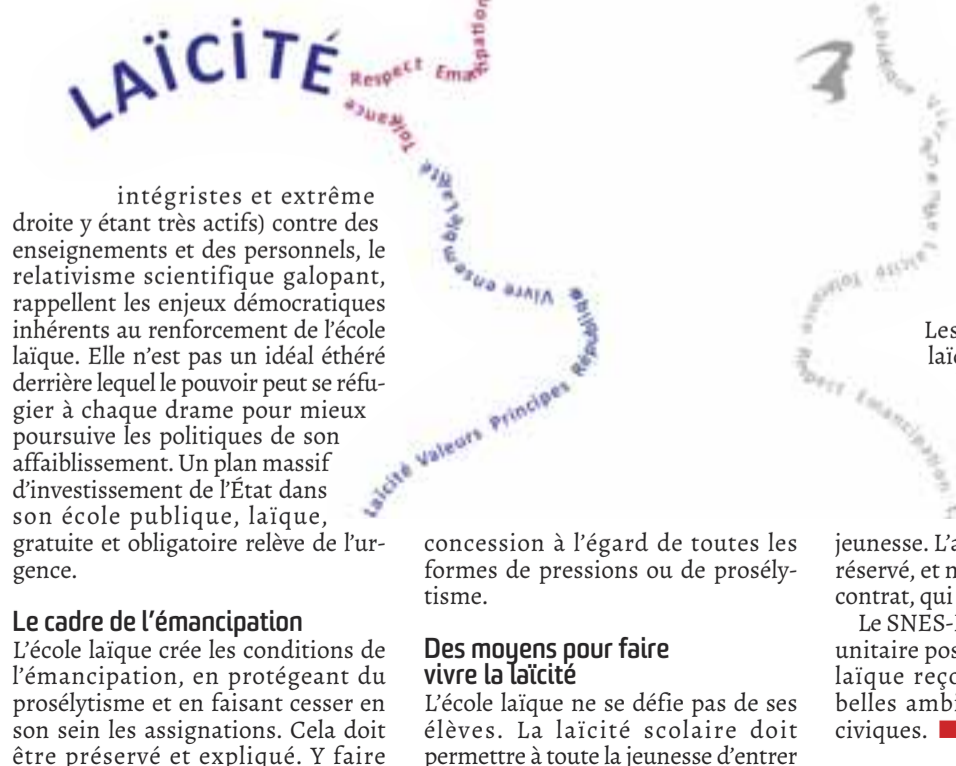 LAÏCITÉ
Respect Emancipation
Tolérance
Vivre ensemble Laïcité
Laïcité Valeurs Principes République
intégristes et extrême
droite y étant très actifs) contre des
enseignements et des personnels, le
relativisme scientifique galopant,
rappellent les enjeux démocratiques
inhérents au renforcement de l’école
laïque. Elle n’est pas un idéal éthéré
derrière lequel le pouvoir peut se réfu-
gier à chaque drame pour mieux
poursuive les politiques de son
affaiblissement. Un plan massif
d’investissement de l’État dans
son école publique, laïque,
gratuite et obligatoire relève de l’ur-
gence.
Le cadre de l’émancipation
L’école laïque crée les conditions de
l’émancipation, en protégeant du
prosélytisme et en faisant cesser en
son sein les assignations. Cela doit
être préservé et expliqué. Y faire
concession à l’égard de toutes les
formes de pressions ou de prosély-
tisme.
Des moyens pour faire
vivre la laïcité
L’école laïque ne se défie pas de ses
élèves. La laïcité scolaire doit
permettre à toute la jeunesse d’entrer
Laïcité Tolérance
Respect Emancipation
Les
laïc
jeunesse. L’a
réservé, et n
contrat, qui
Le SNES-
unitaire pos
laïque reço
belles ambi
civiques.